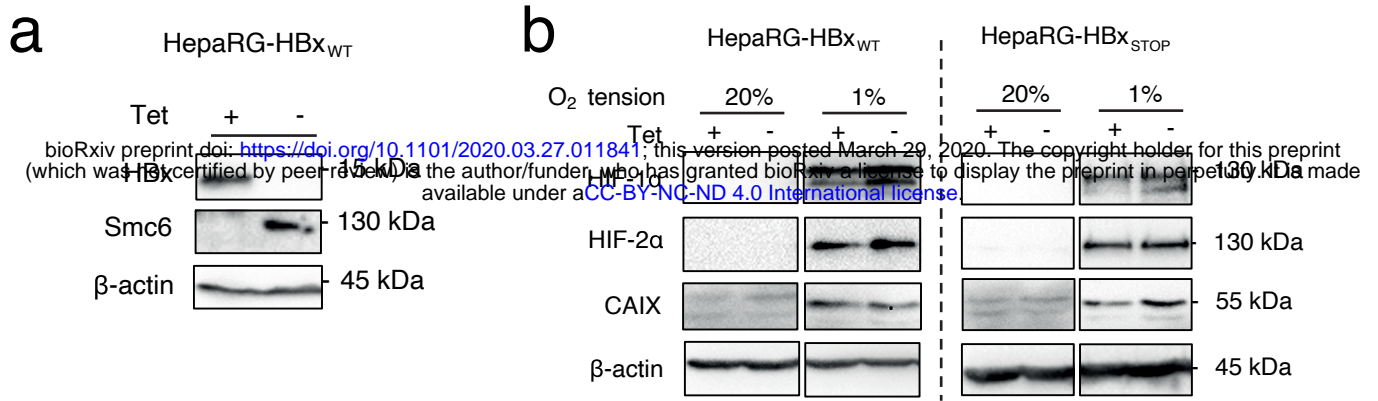 a
b
HepaRG-HBxWT
HepaRG-HBxWT
HepaRG-HBxSTOP
O2 tension
20%
1%
20%
1%
Tet
+
-
Tet
+
-
+
-
+
-
+
-
bioRxiv preprint doi: https://doi.org/10.1101/2020.03.27.011841; this version posted March 29, 2020. The copyright holder for this preprint
(which was not certified by peer review) is the author/funder, who has granted bioRxiv a license to display the preprint in perpetuity. It is made
available under aCC-BY-NC-ND 4.0 International license.
HBx
15 kDa
HIF-1α
130 kDa
Smc6
130 kDa
HIF-2α
130 kDa
β-actin
45 kDa
CAIX
55 kDa
β-actin
45 kDa